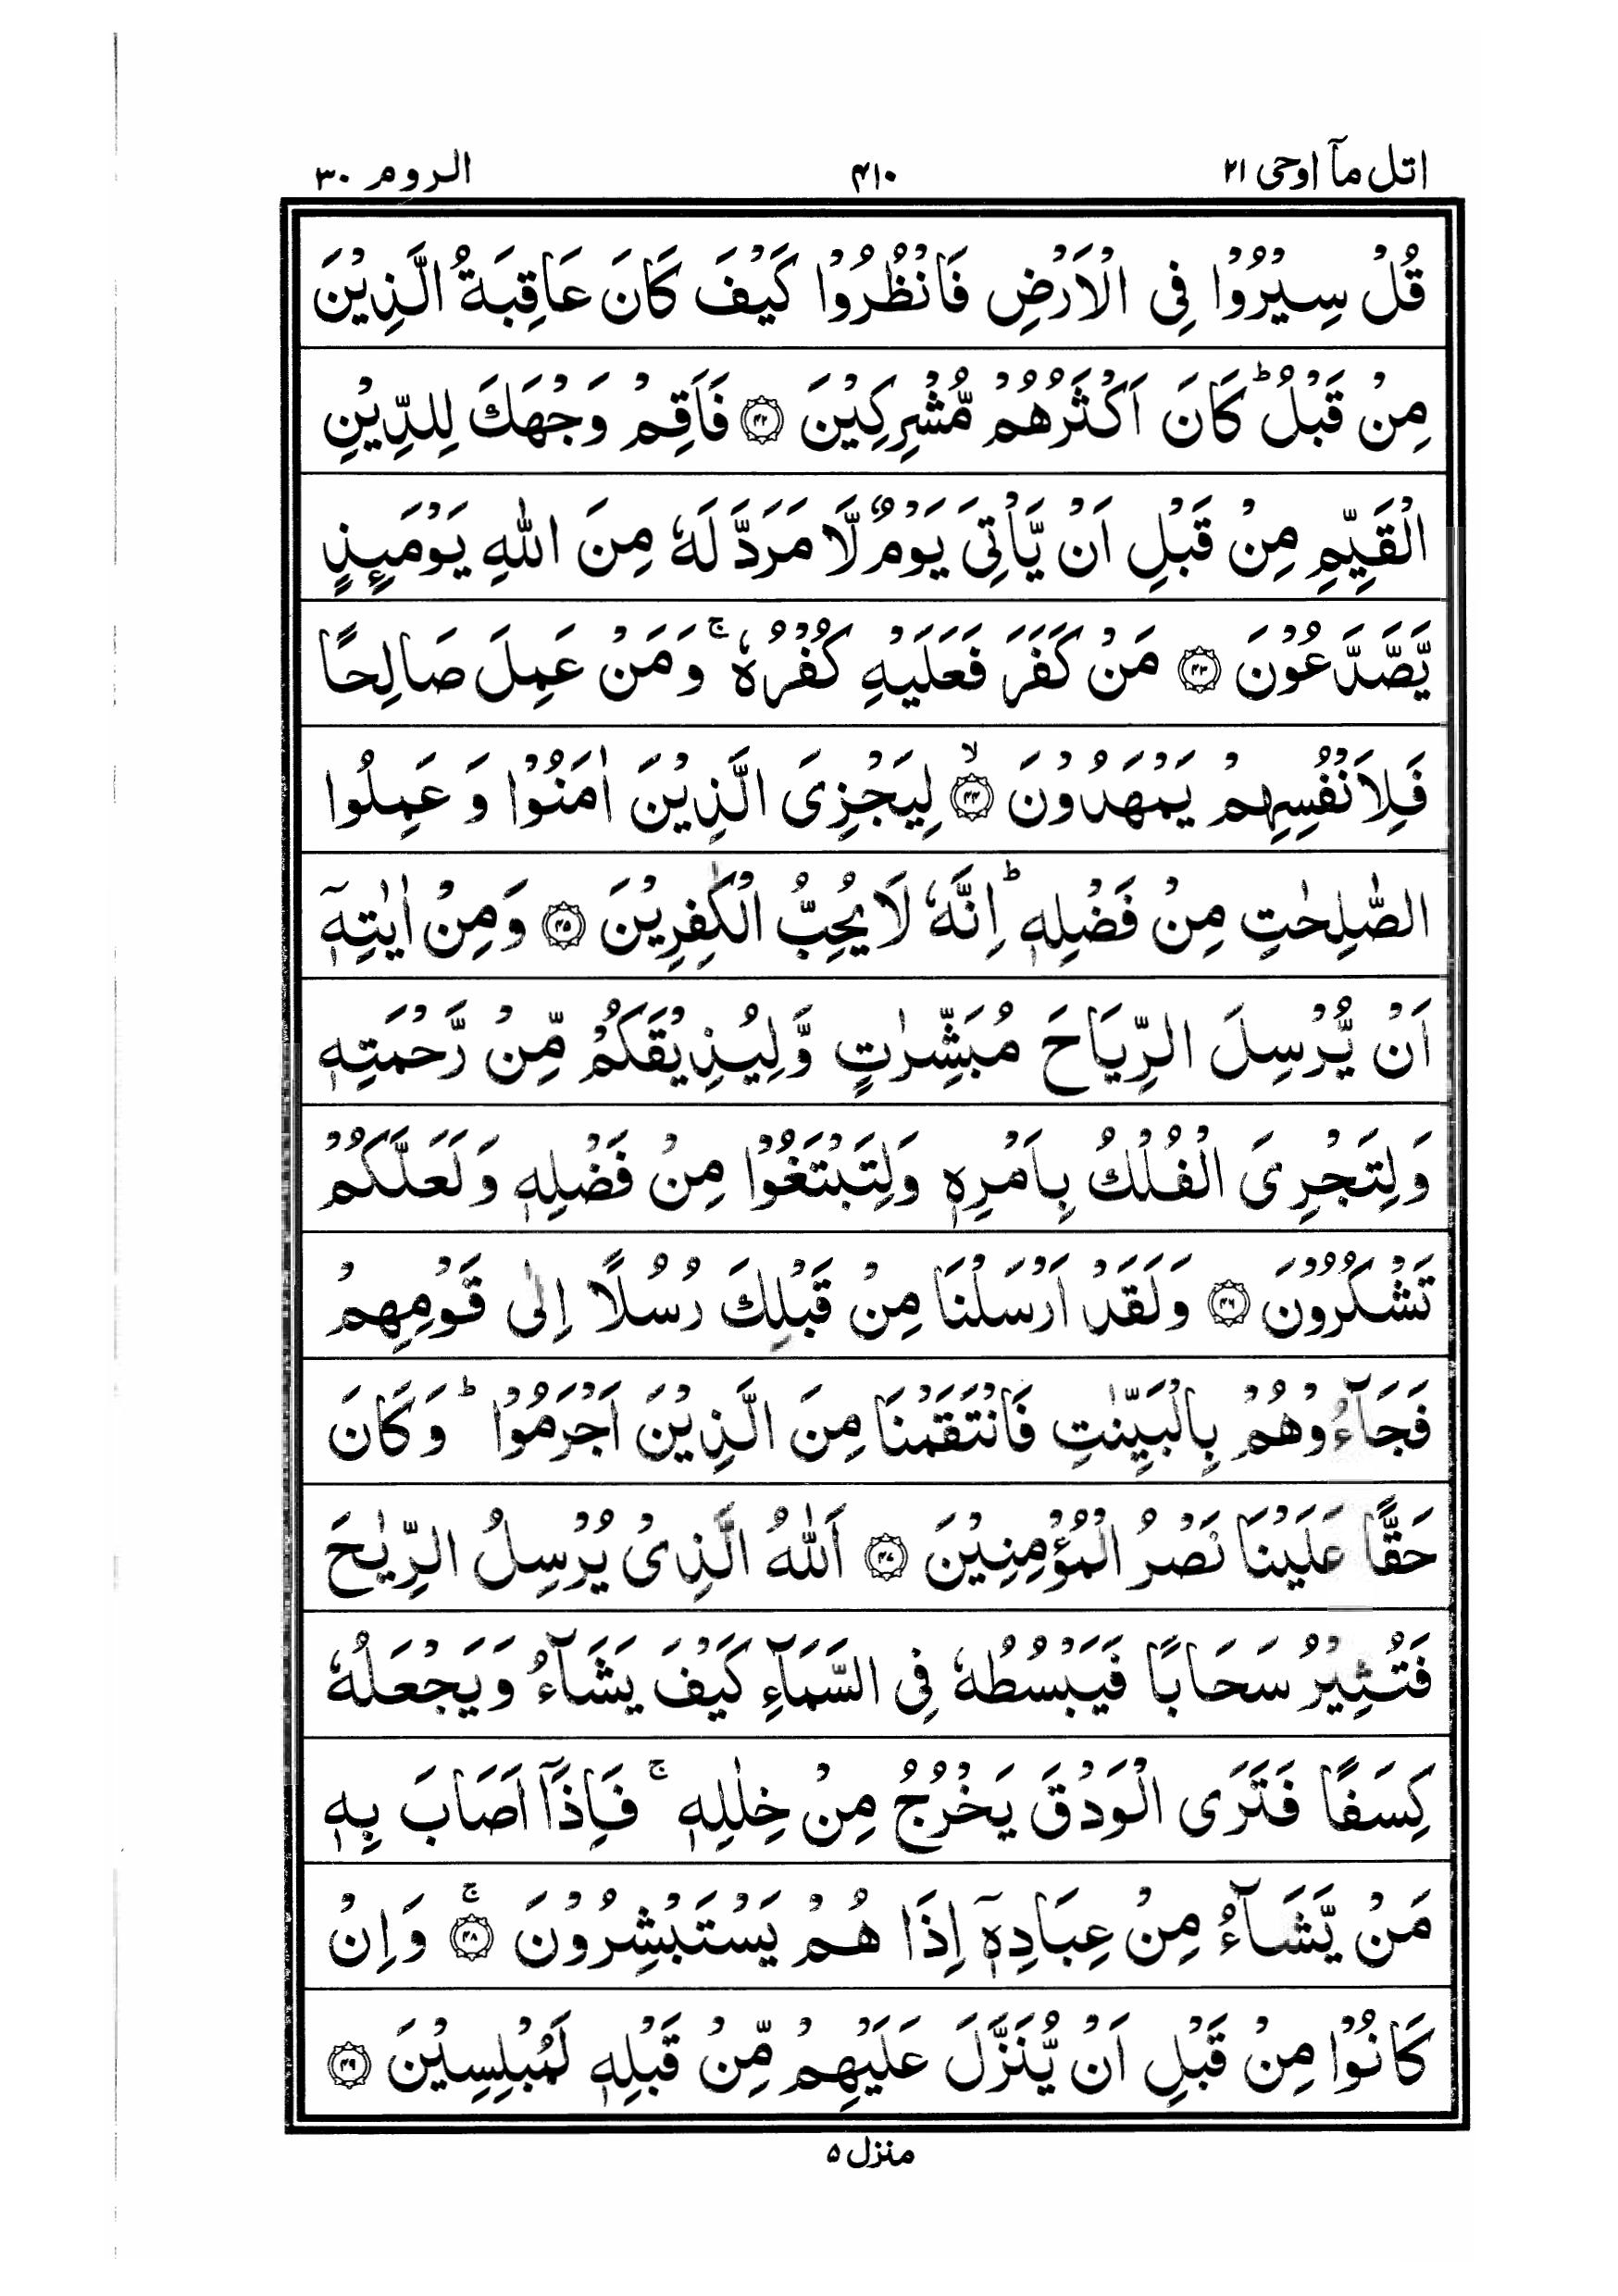 اتل مآ اوحی ۲۱ ۴۱۰ الروم ۳۰
قُلْ سِيْرُوْا فِى الْاَرْضِ فَانْظُرُوْا كَيْفَ كَانَ عَاقِبَةُ الَّذِيْنَ
مِنْ قَبْلُ ؕ كَانَ اَكْثَرُهُمْ مُّشْرِكِيْنَ ۝۴۲ فَاَقِمْ وَجْهَكَ لِلدِّيْنِ
الْقَيِّمِ مِنْ قَبْلِ اَنْ يَّاْتِىَ يَوْمٌ لَّا مَرَدَّ لَهٗ مِنَ اللّٰهِ يَوْمَىِٕذٍ
يَّصَّدَّعُوْنَ ۝۴۳ مَنْ كَفَرَ فَعَلَيْهِ كُفْرُهٗ ۚ وَمَنْ عَمِلَ صَالِحًا
فَلِاَنْفُسِهِمْ يَمْهَدُوْنَ ۙ۝۴۴ لِيَجْزِىَ الَّذِيْنَ اٰمَنُوْا وَ عَمِلُوا
الصّٰلِحٰتِ مِنْ فَضْلِهٖ ؕ اِنَّهٗ لَا يُحِبُّ الْكٰفِرِيْنَ ۝۴۵ وَمِنْ اٰيٰتِهٖۤ
اَنْ يُّرْسِلَ الرِّيَاحَ مُبَشِّرٰتٍ وَّلِيُذِيْقَكُمْ مِّنْ رَّحْمَتِهٖ
وَلِتَجْرِىَ الْفُلْكُ بِاَمْرِهٖ وَلِتَبْتَغُوْا مِنْ فَضْلِهٖ وَلَعَلَّكُمْ
تَشْكُرُوْنَ ۝۴۶ وَلَقَدْ اَرْسَلْنَا مِنْ قَبْلِكَ رُسُلًا اِلٰى قَوْمِهِمْ
فَجَآءُوْهُمْ بِالْبَيِّنٰتِ فَانْتَقَمْنَا مِنَ الَّذِيْنَ اَجْرَمُوْا ؕ وَكَانَ
حَقًّا عَلَيْنَا نَصْرُ الْمُؤْمِنِيْنَ ۝۴۷ اَللّٰهُ الَّذِىْ يُرْسِلُ الرِّيٰحَ
فَتُثِيْرُ سَحَابًا فَيَبْسُطُهٗ فِى السَّمَآءِ كَيْفَ يَشَآءُ وَيَجْعَلُهٗ
كِسَفًا فَتَرَى الْوَدْقَ يَخْرُجُ مِنْ خِلٰلِهٖ ۚ فَاِذَاۤ اَصَابَ بِهٖ
مَنْ يَّشَآءُ مِنْ عِبَادِهٖۤ اِذَا هُمْ يَسْتَبْشِرُوْنَ ۚ۝۴۸ وَاِنْ
كَانُوْا مِنْ قَبْلِ اَنْ يُّنَزَّلَ عَلَيْهِمْ مِّنْ قَبْلِهٖ لَمُبْلِسِيْنَ ۝۴۹
منزل ۵